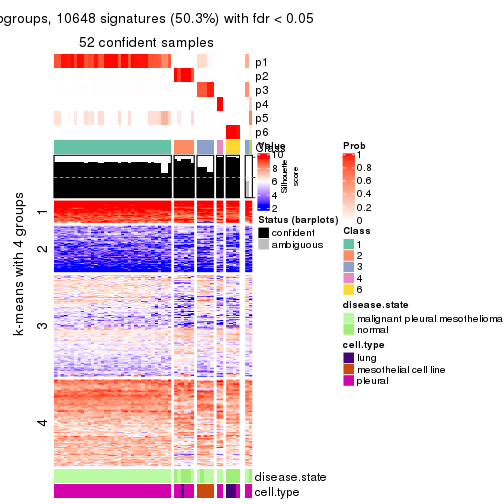 ogroups, 10648 signatures (50.3%) with fdr < 0.05
52 confident samples
p1
p2
p3
p4
p5
p6
Class
Value
10
8
6
4
2
Silhouette
score
1
0.8
0.6
0.4
0.2
0
Prob
Status (barplots)
confident
ambiguous
Class
1
2
3
4
6
disease.state
malignant pleural mesothelioma
normal
cell.type
lung
mesothelial cell line
pleural
k-means with 4 groups
1
2
3
4
disease.state
cell.type